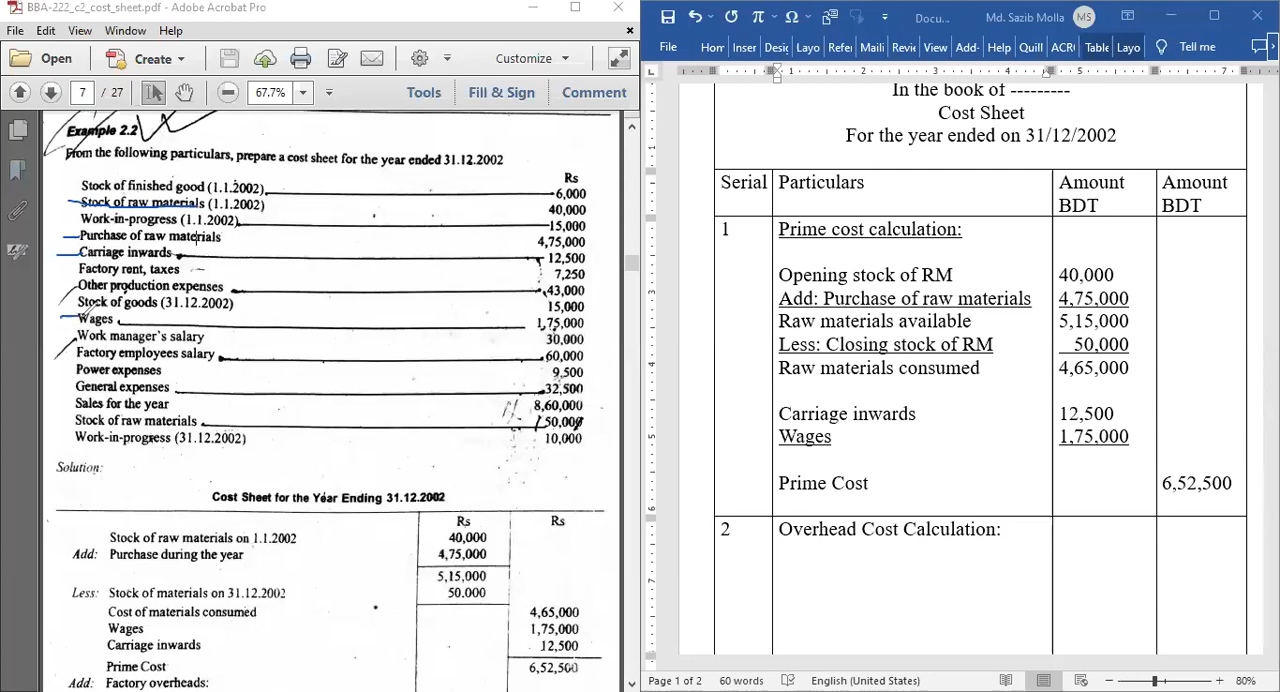 BBA-222_c2_cost_sheet.pdf - Adobe Acrobat Pro
File Edit View Window Help
Open Create Customize
7 / 27 67.7% Tools Fill & Sign Comment
Example 2.2
From the following particulars, prepare a cost sheet for the year ended 31.12.2002
Rs
Stock of finished good (1.1.2002) 6,000
Stock of raw materials (1.1.2002) 40,000
Work-in-progress (1.1.2002) 15,000
Purchase of raw materials 4,75,000
Carriage inwards 12,500
Factory rent, taxes 7,250
Other production expenses 43,000
Stock of goods (31.12.2002) 15,000
Wages 1,75,000
Work manager's salary 30,000
Factory employees salary 60,000
Power expenses 9,500
General expenses 32,500
Sales for the year 8,60,000
Stock of raw materials 50,000
Work-in-progress (31.12.2002) 10,000
Solution:
Cost Sheet for the Year Ending 31.12.2002
Rs Rs
Stock of raw materials on 1.1.2002 40,000
Add: Purchase during the year 4,75,000
5,15,000
Less: Stock of materials on 31.12.2002 50.000
Cost of materials consumed 4,65,000
Wages 1,75,000
Carriage inwards 12,500
Prime Cost 6,52,500
Add: Factory overheads:
Docu... Md. Sazib Molla MS
File Hom Inser Desig Layo Refer Maili Revie View Add- Help Quill ACR Table Layo Tell me
1 2 3 4 5 6 7
In the book of ---------
Cost Sheet
For the year ended on 31/12/2002
Serial Particulars Amount BDT Amount BDT
1 Prime cost calculation:
Opening stock of RM 40,000
Add: Purchase of raw materials 4,75,000
Raw materials available 5,15,000
Less: Closing stock of RM 50,000
Raw materials consumed 4,65,000
Carriage inwards 12,500
Wages 1,75,000
Prime Cost 6,52,500
2 Overhead Cost Calculation:
Page 1 of 2 60 words English (United States) 80%